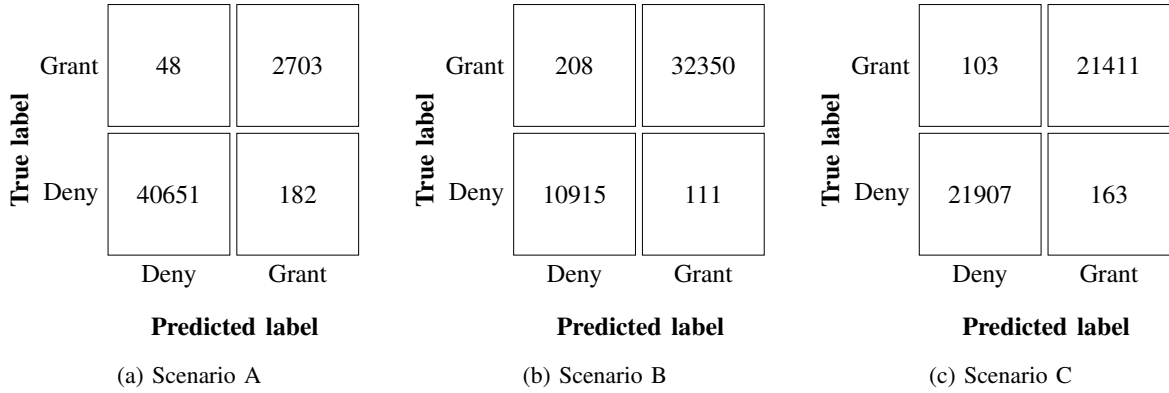 True label
Grant 48 2703
Deny 40651 182
Deny Grant
Predicted label
(a) Scenario A
True label
Grant 208 32350
Deny 10915 111
Deny Grant
Predicted label
(b) Scenario B
True label
Grant 103 21411
Deny 21907 163
Deny Grant
Predicted label
(c) Scenario C